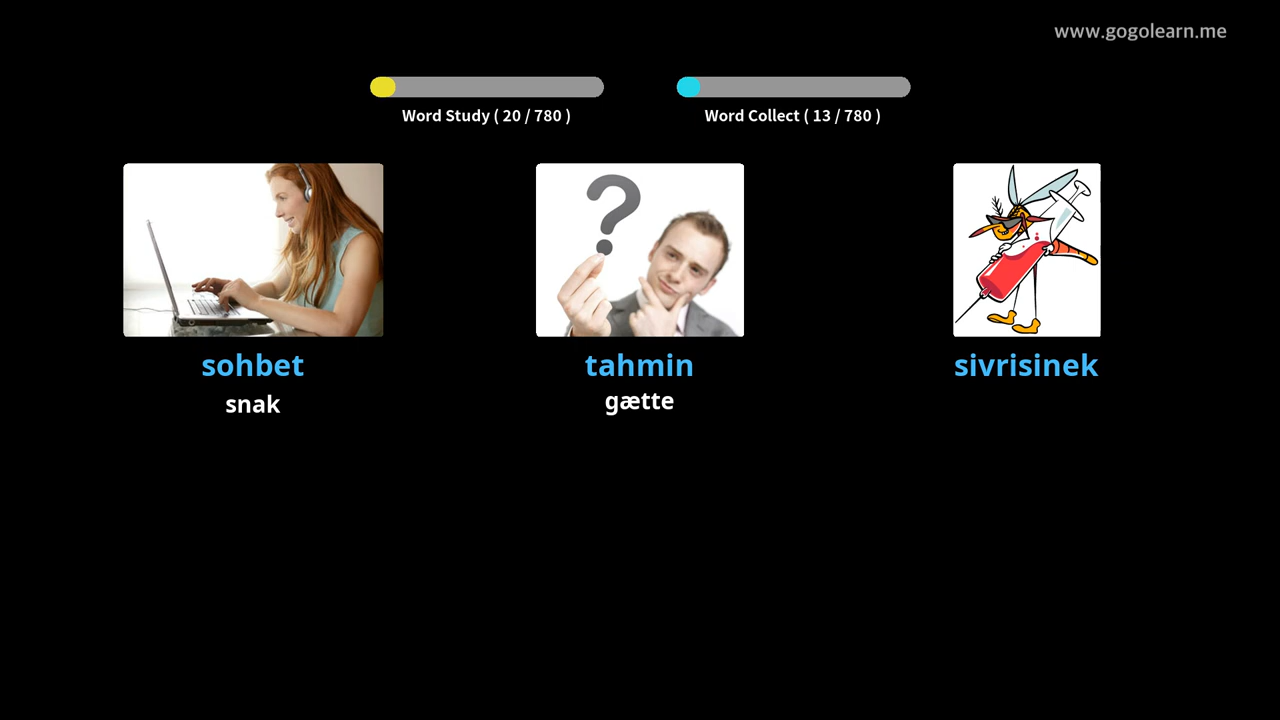 www.gogolearn.me
Word Study ( 20 / 780 )
Word Collect ( 13 / 780 )
sohbet
snak
tahmin
gætte
sivrisinek